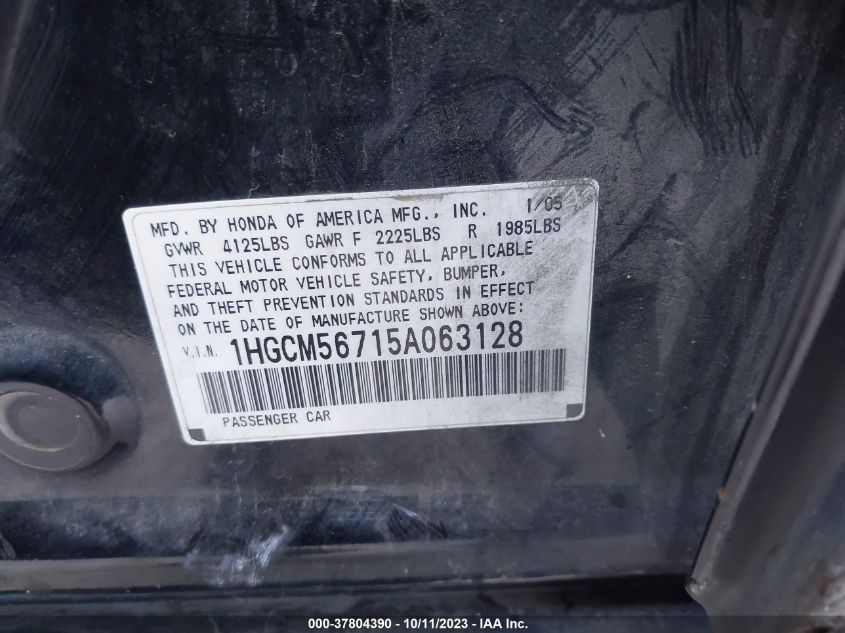 MFD. BY HONDA OF AMERICA MFG., INC. 1/05
GVWR 4125LBS GAWR F 2225LBS R 1985LBS
THIS VEHICLE CONFORMS TO ALL APPLICABLE
FEDERAL MOTOR VEHICLE SAFETY, BUMPER,
AND THEFT PREVENTION STANDARDS IN EFFECT
ON THE DATE OF MANUFACTURE SHOWN ABOVE:
V.I.N. 1HGCM56715A063128
PASSENGER CAR
000-37804390 - 10/11/2023 - IAA Inc.